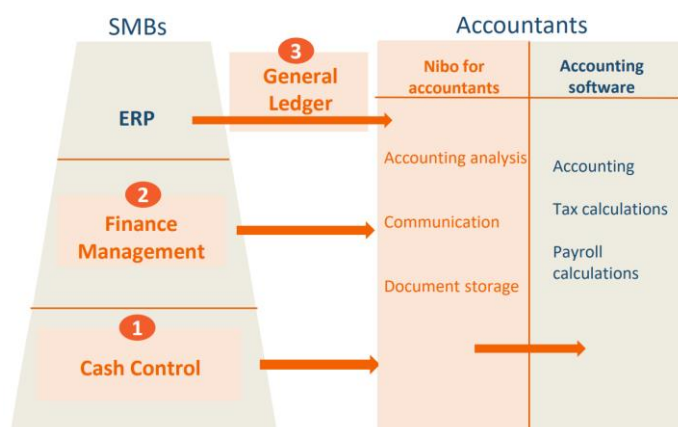 SMBs
Accountants
3
General
Ledger
Nibo for
accountants
Accounting
software
ERP
Accounting analysis
Accounting
2
Finance
Management
Communication
Tax calculations
Payroll
calculations
Document storage
1
Cash Control